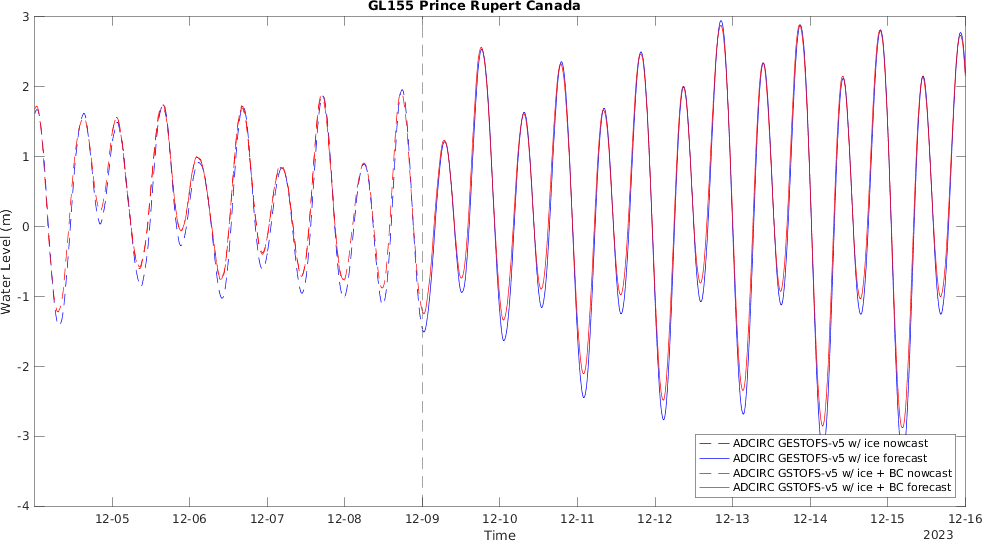 GL155 Prince Rupert Canada
3
2
1
0
-1
-2
-3
-4
Water Level (m)
ADCIRC GESTOFS-v5 w/ ice nowcast
ADCIRC GESTOFS-v5 w/ ice forecast
ADCIRC GSTOFS-v5 w/ ice + BC nowcast
ADCIRC GSTOFS-v5 w/ ice + BC forecast
12-05 12-06 12-07 12-08 12-09 12-10 12-11 12-12 12-13 12-14 12-15 12-16
Time
2023